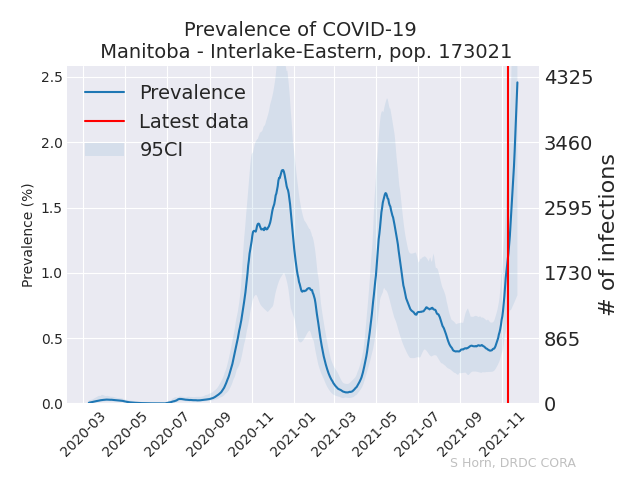 Prevalence of COVID-19
Manitoba - Interlake-Eastern, pop. 173021
Prevalence
Latest data
95CI
Prevalence (%)
2.5
2.0
1.5
1.0
0.5
0.0
4325
3460
2595
1730
865
0
# of infections
2020-03
2020-05
2020-07
2020-09
2020-11
2021-01
2021-03
2021-05
2021-07
2021-09
2021-11
S Horn, DRDC CORA